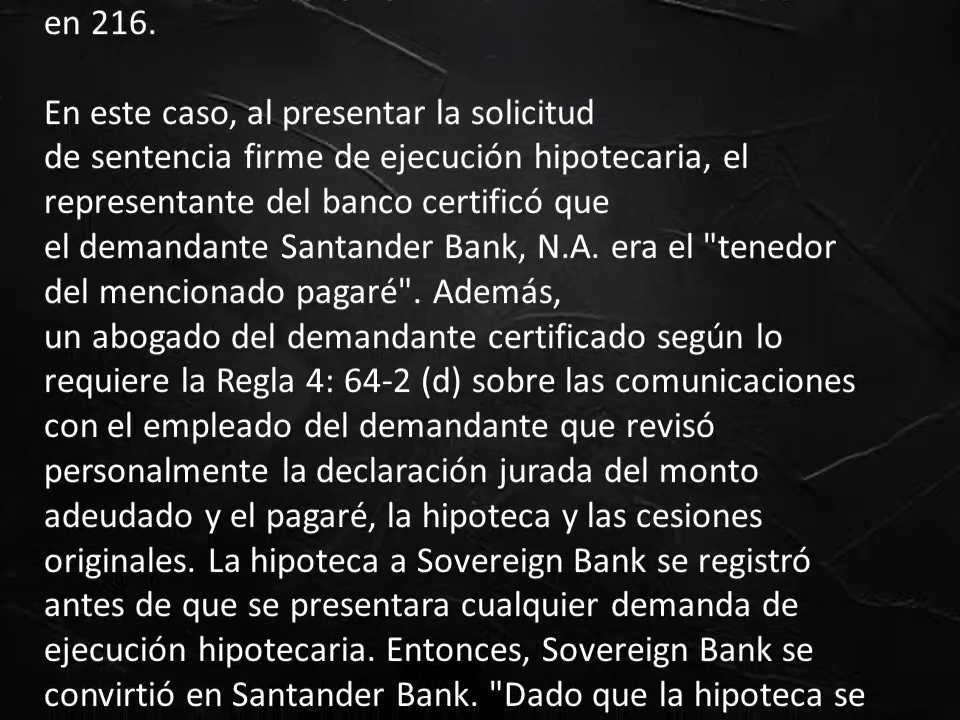 en 216.
En este caso, al presentar la solicitud
de sentencia firme de ejecución hipotecaria, el
representante del banco certificó que
el demandante Santander Bank, N.A. era el "tenedor
del mencionado pagaré". Además,
un abogado del demandante certificado según lo
requiere la Regla 4: 64-2 (d) sobre las comunicaciones
con el empleado del demandante que revisó
personalmente la declaración jurada del monto
adeudado y el pagaré, la hipoteca y las cesiones
originales. La hipoteca a Sovereign Bank se registró
antes de que se presentara cualquier demanda de
ejecución hipotecaria. Entonces, Sovereign Bank se
convirtió en Santander Bank. "Dado que la hipoteca se